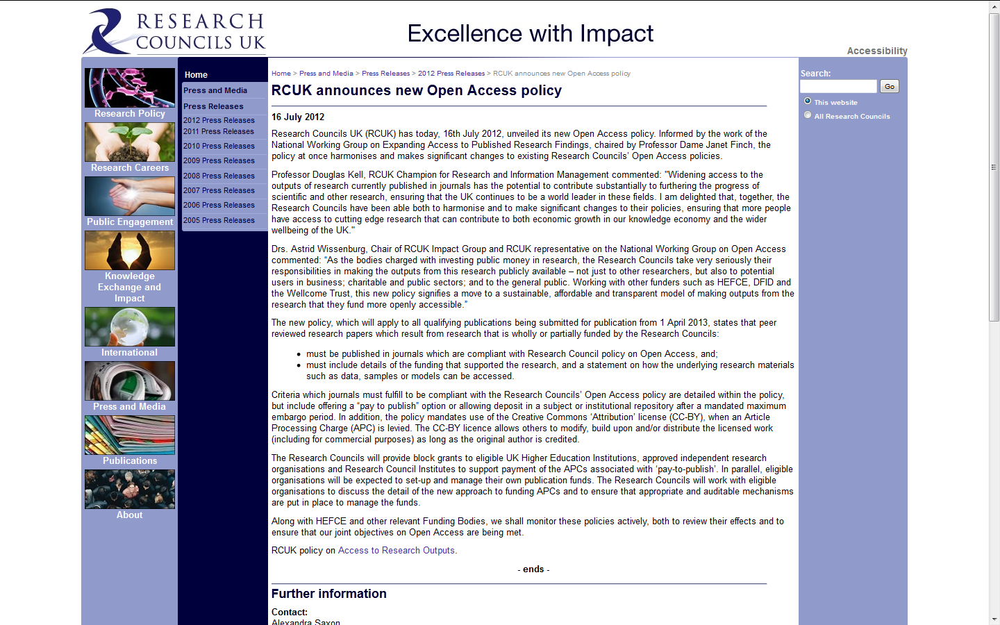 RESEARCH
COUNCILS UK
Excellence with Impact
Accessibility
Research Policy
Research Careers
Public Engagement
Knowledge
Exchange and
Impact
International
Press and Media
Publications
About
Home
Press and Media
Press Releases
2012 Press Releases
2011 Press Releases
2010 Press Releases
2009 Press Releases
2008 Press Releases
2007 Press Releases
2006 Press Releases
2005 Press Releases
Home > Press and Media > Press Releases > 2012 Press Releases > RCUK announces new Open Access policy
RCUK announces new Open Access policy
16 July 2012
Research Councils UK (RCUK) has today, 16th July 2012, unveiled its new Open Access policy. Informed by the work of the
National Working Group on Expanding Access to Published Research Findings, chaired by Professor Dame Janet Finch, the
policy at once harmonises and makes significant changes to existing Research Councils’ Open Access policies.
Professor Douglas Kell, RCUK Champion for Research and Information Management commented: "Widening access to the
outputs of research currently published in journals has the potential to contribute substantially to furthering the progress of
scientific and other research, ensuring that the UK continues to be a world leader in these fields. I am delighted that, together, the
Research Councils have been able both to harmonise and to make significant changes to their policies, ensuring that more people
have access to cutting edge research that can contribute to both economic growth in our knowledge economy and the wider
wellbeing of the UK."
Drs. Astrid Wissenburg, Chair of RCUK Impact Group and RCUK representative on the National Working Group on Open Access
commented: “As the bodies charged with investing public money in research, the Research Councils take very seriously their
responsibilities in making the outputs from this research publicly available – not just to other researchers, but also to potential
users in business; charitable and public sectors; and to the general public. Working with other funders such as HEFCE, DFID and
the Wellcome Trust, this new policy signifies a move to a sustainable, affordable and transparent model of making outputs from the
research that they fund more openly accessible.”
The new policy, which will apply to all qualifying publications being submitted for publication from 1 April 2013, states that peer
reviewed research papers which result from research that is wholly or partially funded by the Research Councils:
• must be published in journals which are compliant with Research Council policy on Open Access, and;
• must include details of the funding that supported the research, and a statement on how the underlying research materials
such as data, samples or models can be accessed.
Criteria which journals must fulfill to be compliant with the Research Councils’ Open Access policy are detailed within the policy,
but include offering a “pay to publish” option or allowing deposit in a subject or institutional repository after a mandated maximum
embargo period. In addition, the policy mandates use of the Creative Commons ‘Attribution’ license (CC-BY), when an Article
Processing Charge (APC) is levied. The CC-BY licence allows others to modify, build upon and/or distribute the licensed work
(including for commercial purposes) as long as the original author is credited.
The Research Councils will provide block grants to eligible UK Higher Education Institutions, approved independent research
organisations and Research Council Institutes to support payment of the APCs associated with ‘pay-to-publish’. In parallel, eligible
organisations will be expected to set-up and manage their own publication funds. The Research Councils will work with eligible
organisations to discuss the detail of the new approach to funding APCs and to ensure that appropriate and auditable mechanisms
are put in place to manage the funds.
Along with HEFCE and other relevant Funding Bodies, we shall monitor these policies actively, both to review their effects and to
ensure that our joint objectives on Open Access are being met.
RCUK policy on Access to Research Outputs.
- ends -
Further information
Contact:
Alexandra Saxon
Search:
Go
This website
All Research Councils